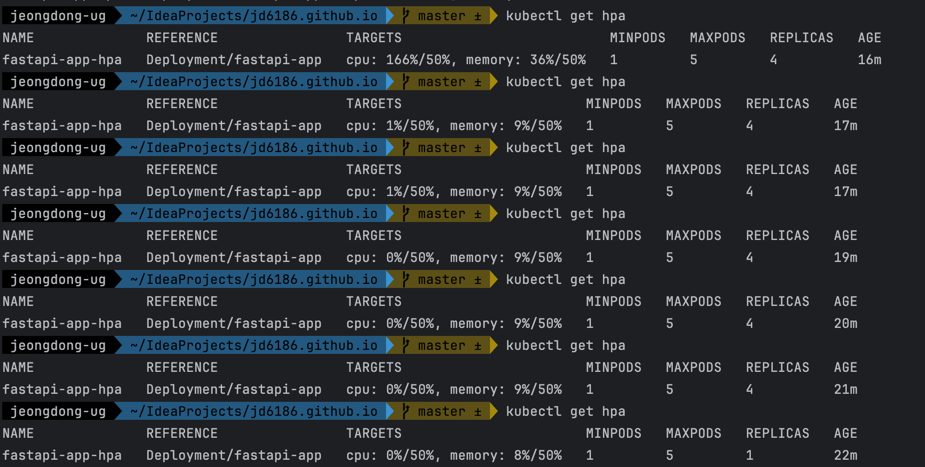 jeongdong-ug ~/IdeaProjects/jd6186.github.io master ± kubectl get hpa
NAME REFERENCE TARGETS MINPODS MAXPODS REPLICAS AGE
fastapi-app-hpa Deployment/fastapi-app cpu: 166%/50%, memory: 36%/50% 1 5 4 16m
jeongdong-ug ~/IdeaProjects/jd6186.github.io master ± kubectl get hpa
NAME REFERENCE TARGETS MINPODS MAXPODS REPLICAS AGE
fastapi-app-hpa Deployment/fastapi-app cpu: 1%/50%, memory: 9%/50% 1 5 4 17m
jeongdong-ug ~/IdeaProjects/jd6186.github.io master ± kubectl get hpa
NAME REFERENCE TARGETS MINPODS MAXPODS REPLICAS AGE
fastapi-app-hpa Deployment/fastapi-app cpu: 1%/50%, memory: 9%/50% 1 5 4 17m
jeongdong-ug ~/IdeaProjects/jd6186.github.io master ± kubectl get hpa
NAME REFERENCE TARGETS MINPODS MAXPODS REPLICAS AGE
fastapi-app-hpa Deployment/fastapi-app cpu: 0%/50%, memory: 9%/50% 1 5 4 19m
jeongdong-ug ~/IdeaProjects/jd6186.github.io master ± kubectl get hpa
NAME REFERENCE TARGETS MINPODS MAXPODS REPLICAS AGE
fastapi-app-hpa Deployment/fastapi-app cpu: 0%/50%, memory: 9%/50% 1 5 4 20m
jeongdong-ug ~/IdeaProjects/jd6186.github.io master ± kubectl get hpa
NAME REFERENCE TARGETS MINPODS MAXPODS REPLICAS AGE
fastapi-app-hpa Deployment/fastapi-app cpu: 0%/50%, memory: 9%/50% 1 5 4 21m
jeongdong-ug ~/IdeaProjects/jd6186.github.io master ± kubectl get hpa
NAME REFERENCE TARGETS MINPODS MAXPODS REPLICAS AGE
fastapi-app-hpa Deployment/fastapi-app cpu: 0%/50%, memory: 8%/50% 1 5 1 22m